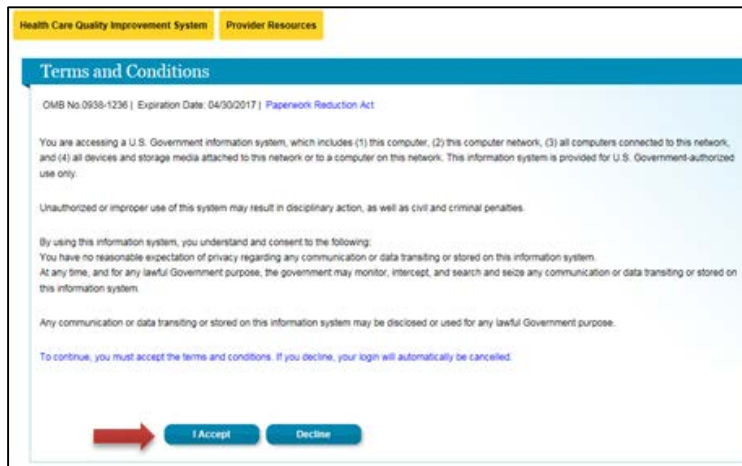 Health Care Quality Improvement System Provider Resources
Terms and Conditions
OMB No.0938-1236 | Expiration Date: 04/30/2017 | Paperwork Reduction Act
You are accessing a U.S. Government information system, which includes (1) this computer, (2) this computer network, (3) all computers connected to this network,
and (4) all devices and storage media attached to this network or to a computer on this network. This information system is provided for U.S. Government-authorized
use only.
Unauthorized or improper use of this system may result in disciplinary action, as well as civil and criminal penalties.
By using this information system, you understand and consent to the following:
You have no reasonable expectation of privacy regarding any communication or data transiting or stored on this information system.
At any time, and for any lawful Government purpose, the government may monitor, intercept, and search and seize any communication or data transiting or stored on
this information system.
Any communication or data transiting or stored on this information system may be disclosed or used for any lawful Government purpose.
To continue, you must accept the terms and conditions. If you decline, your login will automatically be cancelled.
I Accept Decline